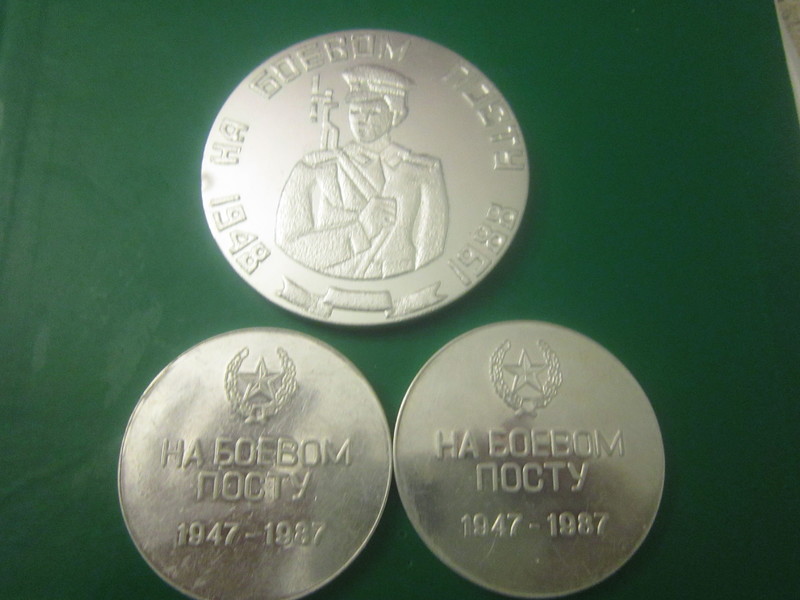 1948 НА БОЕВОМ ПОСТУ 1988
НА БОЕВОМ
ПОСТУ
1947-1987
НА БОЕВОМ
ПОСТУ
1947-1987